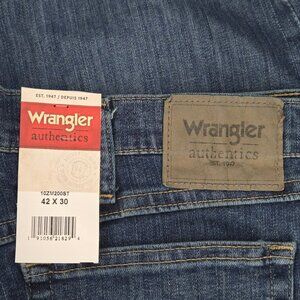 EST. 1947 / DEPUIS 1947
Wrangler
authentics
10ZM200BT
42 X 30
Wrangler
authentics
EST. 1947